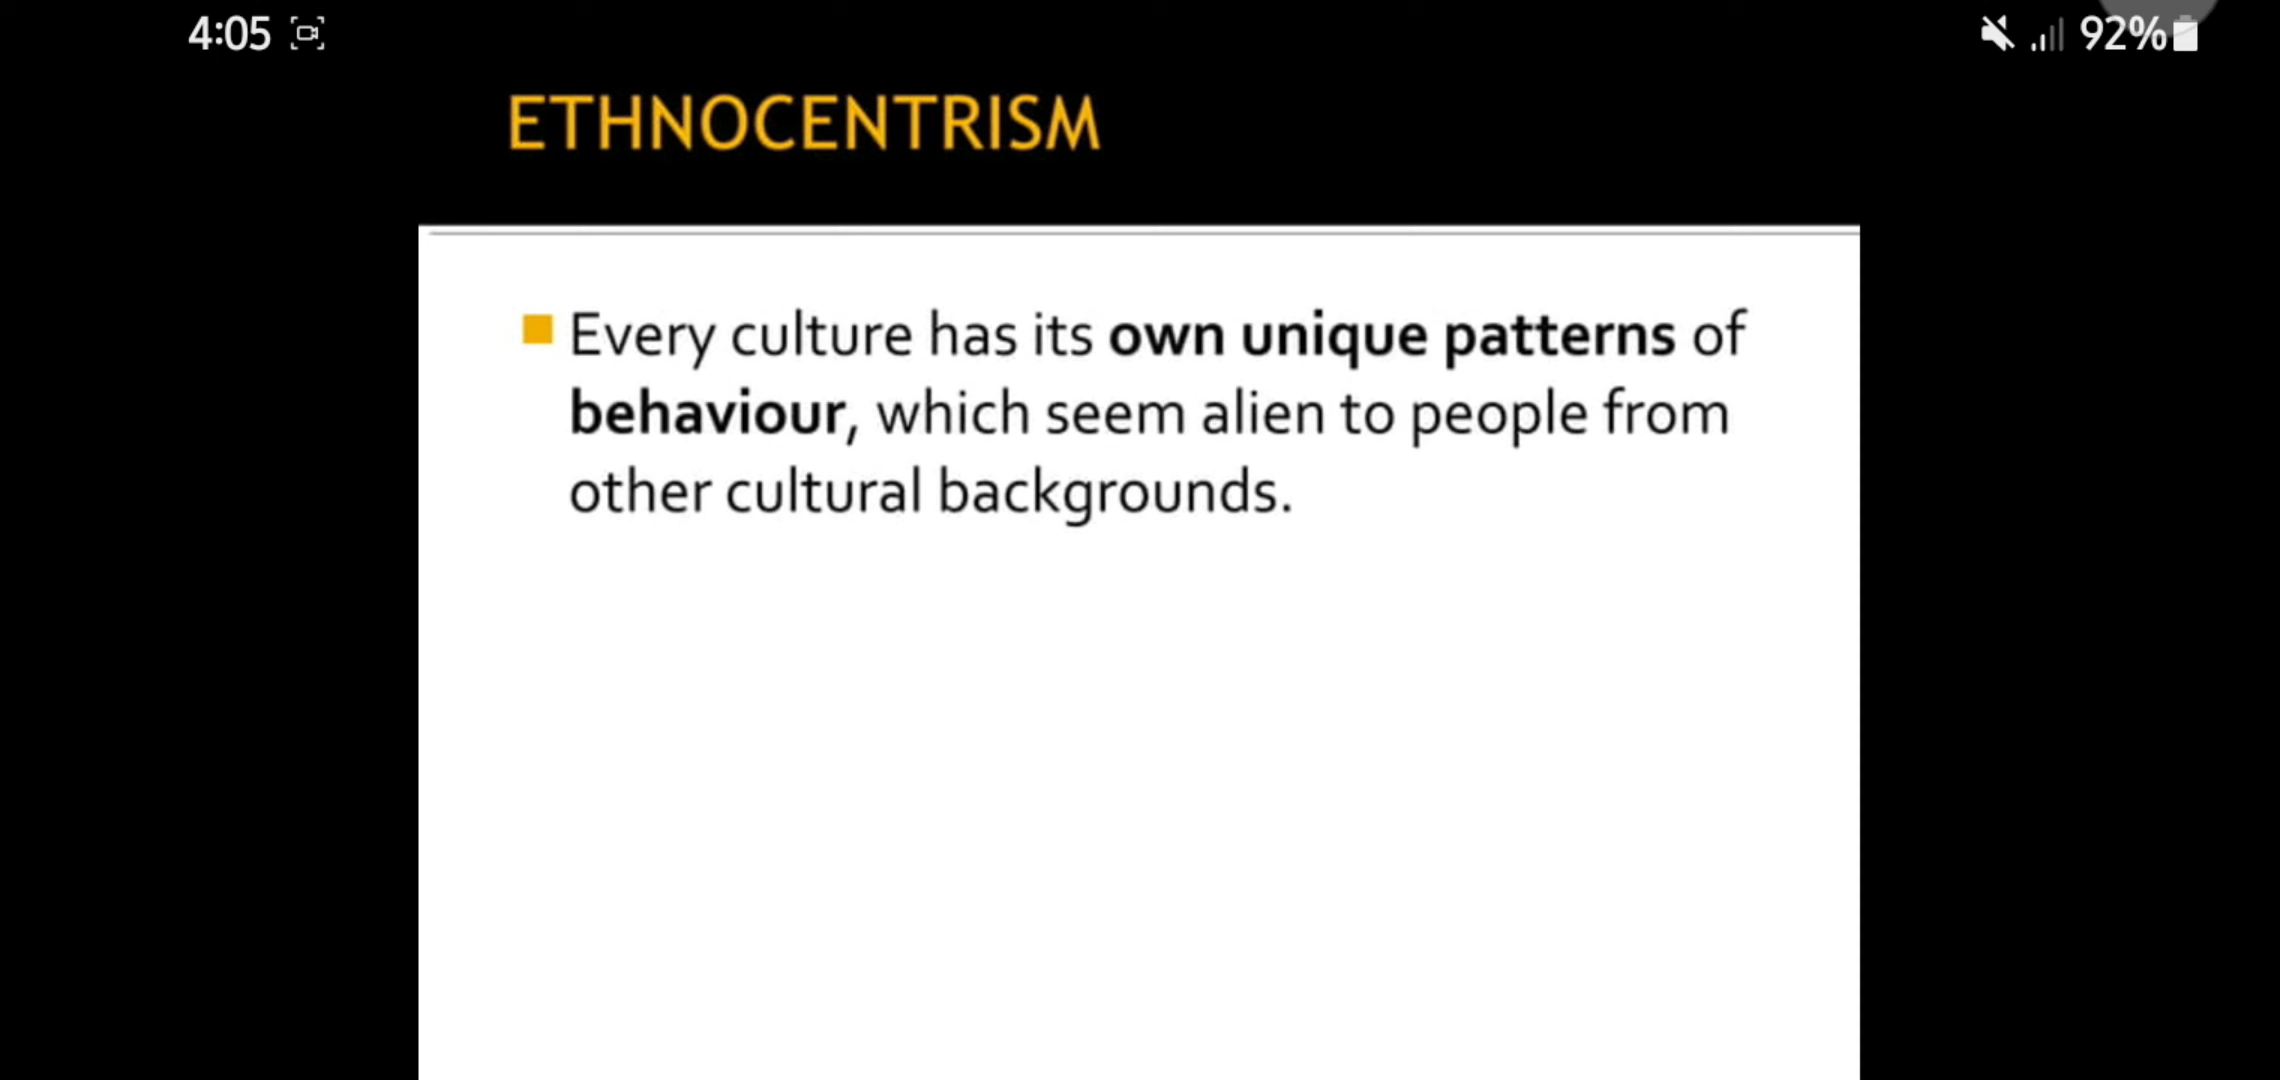 4:05
92%
ETHNOCENTRISM
Every culture has its own unique patterns of
behaviour, which seem alien to people from
other cultural backgrounds.